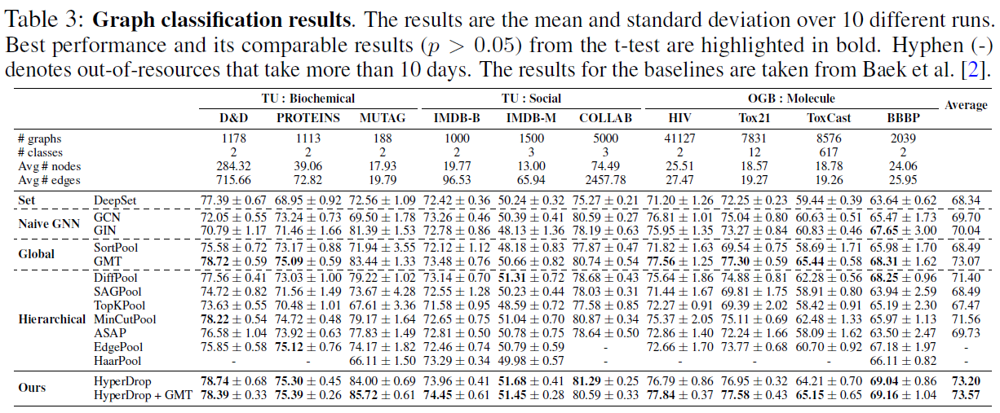 Table 3: Graph classification results. The results are the mean and standard deviation over 10 different runs.
Best performance and its comparable results (p > 0.05) from the t-test are highlighted in bold. Hyphen (-)
denotes out-of-resources that take more than 10 days. The results for the baselines are taken from Baek et al. [2].
TU : Biochemical TU : Social OGB : Molecule Average
D&D PROTEINS MUTAG IMDB-B IMDB-M COLLAB HIV Tox21 ToxCast BBBP
# graphs 1178 1113 188 1000 1500 5000 41127 7831 8576 2039
# classes 2 2 2 2 3 3 2 12 617 2
Avg # nodes 284.32 39.06 17.93 19.77 13.00 74.49 25.51 18.57 18.78 24.06
Avg # edges 715.66 72.82 19.79 96.53 65.94 2457.78 27.47 19.27 19.26 25.95
Set DeepSet 77.39 ± 0.67 68.95 ± 0.92 72.56 ± 1.09 72.42 ± 0.36 50.24 ± 0.32 75.27 ± 0.21 71.20 ± 1.26 72.25 ± 0.23 59.44 ± 0.39 63.64 ± 0.62 68.34
Naive GNN GCN 72.05 ± 0.55 73.24 ± 0.73 69.50 ± 1.78 73.26 ± 0.46 50.39 ± 0.41 80.59 ± 0.27 76.81 ± 1.01 75.04 ± 0.80 60.63 ± 0.51 65.47 ± 1.73 69.70
GIN 70.79 ± 1.17 71.46 ± 1.66 81.39 ± 1.53 72.78 ± 0.86 48.13 ± 1.36 78.19 ± 0.63 75.95 ± 1.35 73.27 ± 0.84 60.83 ± 0.46 67.65 ± 3.00 70.04
Global SortPool 75.58 ± 0.72 73.17 ± 0.88 71.94 ± 3.55 72.12 ± 1.12 48.18 ± 0.83 77.87 ± 0.47 71.82 ± 1.63 69.54 ± 0.75 58.69 ± 1.71 65.98 ± 1.70 68.49
GMT 78.72 ± 0.59 75.09 ± 0.59 83.44 ± 1.33 73.48 ± 0.76 50.66 ± 0.82 80.74 ± 0.54 77.56 ± 1.25 77.30 ± 0.59 65.44 ± 0.58 68.31 ± 1.62 73.07
Hierarchical DiffPool 77.56 ± 0.41 73.03 ± 1.00 79.22 ± 1.02 73.14 ± 0.70 51.31 ± 0.72 78.68 ± 0.43 75.64 ± 1.86 74.88 ± 0.81 62.28 ± 0.56 68.25 ± 0.96 71.40
SAGPool 74.72 ± 0.82 71.56 ± 1.49 73.67 ± 4.28 72.55 ± 1.28 50.23 ± 0.44 78.03 ± 0.31 71.44 ± 1.67 69.81 ± 1.75 58.91 ± 0.80 63.94 ± 2.59 68.49
TopKPool 73.63 ± 0.55 70.48 ± 1.01 67.61 ± 3.36 71.58 ± 0.95 48.59 ± 0.72 77.58 ± 0.85 72.27 ± 0.91 69.39 ± 2.02 58.42 ± 0.91 65.19 ± 2.30 67.47
MinCutPool 78.22 ± 0.54 74.72 ± 0.48 79.17 ± 1.64 72.65 ± 0.75 51.04 ± 0.70 80.87 ± 0.34 75.37 ± 2.05 75.11 ± 0.69 62.48 ± 1.33 65.97 ± 1.13 71.56
ASAP 76.58 ± 1.04 73.92 ± 0.63 77.83 ± 1.49 72.81 ± 0.50 50.78 ± 0.75 78.64 ± 0.50 72.86 ± 1.40 72.24 ± 1.66 58.09 ± 1.62 63.50 ± 2.47 69.73
EdgePool 75.85 ± 0.58 75.12 ± 0.76 74.17 ± 1.82 72.46 ± 0.74 50.79 ± 0.59 - 72.66 ± 1.70 73.77 ± 0.68 60.70 ± 0.92 67.18 ± 1.97 -
HaarPool - - 66.11 ± 1.50 73.29 ± 0.34 49.98 ± 0.57 - - - - 66.11 ± 0.82 -
Ours HyperDrop 78.74 ± 0.68 75.30 ± 0.45 84.00 ± 0.69 73.96 ± 0.41 51.68 ± 0.41 81.29 ± 0.25 76.79 ± 0.86 76.95 ± 0.32 64.21 ± 0.70 69.04 ± 0.86 73.20
HyperDrop + GMT 78.39 ± 0.33 75.39 ± 0.26 85.72 ± 0.61 74.45 ± 0.61 51.45 ± 0.28 80.59 ± 0.33 77.84 ± 0.37 77.58 ± 0.43 65.15 ± 0.65 69.16 ± 1.04 73.57